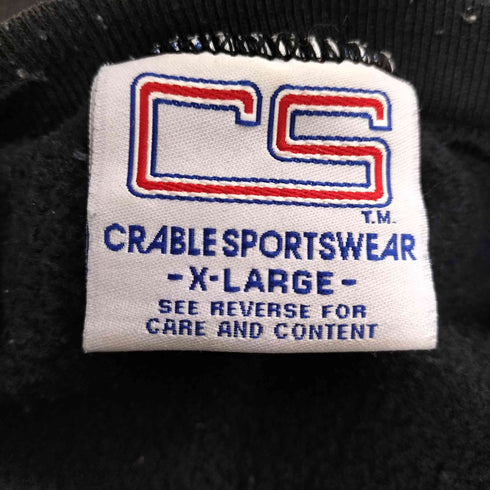 CS
T.M.
CRABLE SPORTSWEAR
-X-LARGE-
SEE REVERSE FOR
CARE AND CONTENT